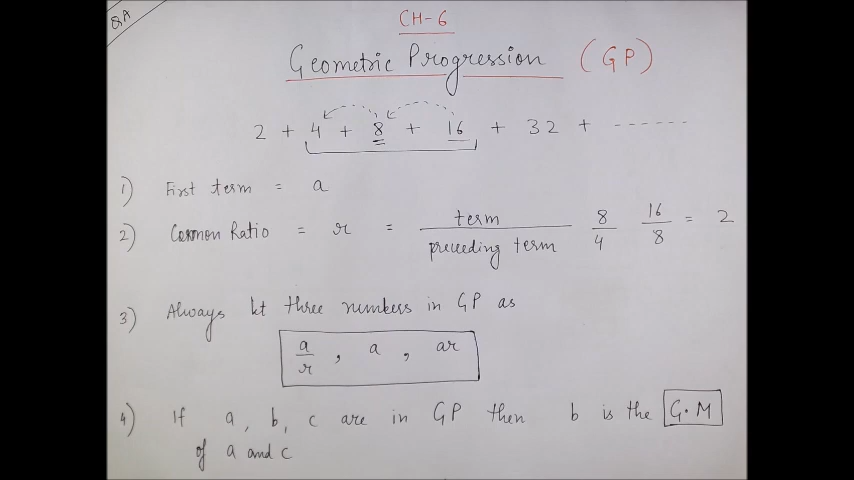 8A
CH-6
Geometric Progression (GP)
2 + 4 + 8 + 16 + 32 + ------
1) First term = a
2) Common Ratio = r = term / preceding term 8/4 16/8 = 2
3) Always let three numbers in GP as
a/r , a , ar
4) If a, b, c are in GP then b is the G.M
of a and c